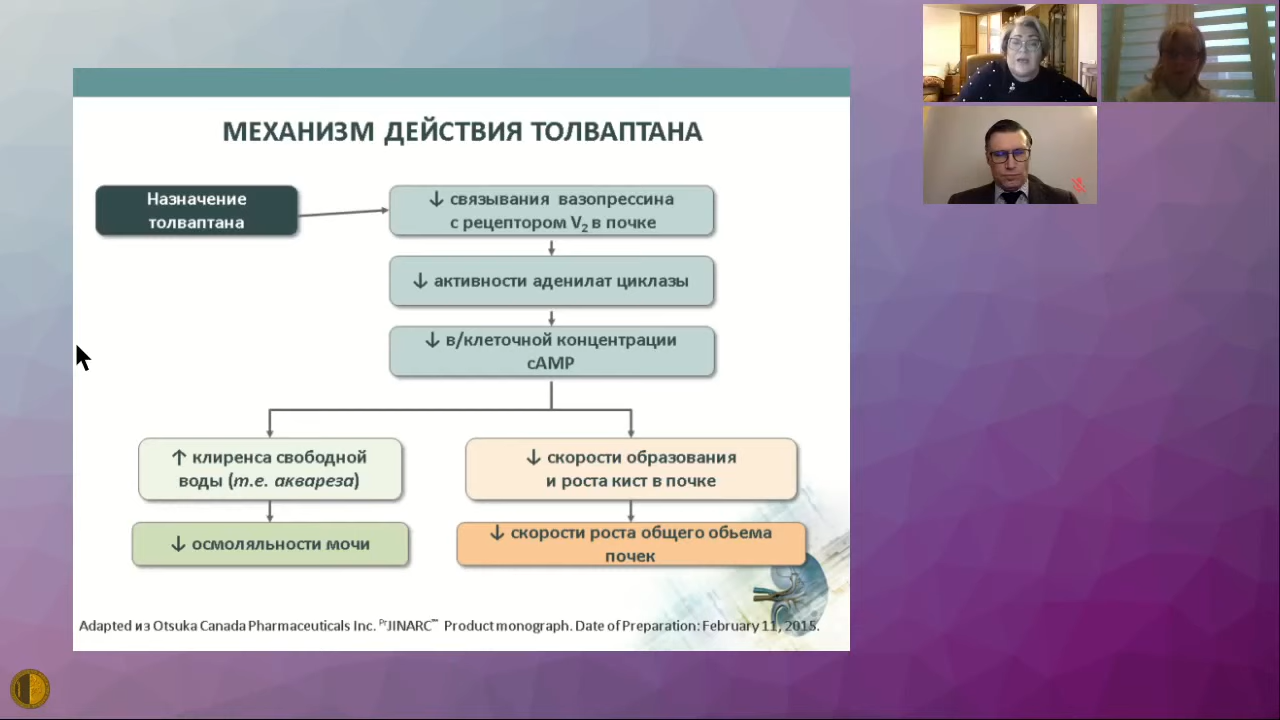 МЕХАНИЗМ ДЕЙСТВИЯ ТОЛВАПТАНА
Назначение
толваптана
↓ связывания вазопрессина
с рецептором V₂ в почке
↓ активности аденилат циклазы
↓ в/клеточной концентрации
cAMP
↑ клиренса свободной
воды (т.е. аквареза)
↓ скорости образования
и роста кист в почке
↓ осмоляльности мочи
↓ скорости роста общего обьема
почек
Adapted из Otsuka Canada Pharmaceuticals Inc. ᴾʳJINARC™ Product monograph. Date of Preparation: February 11, 2015.